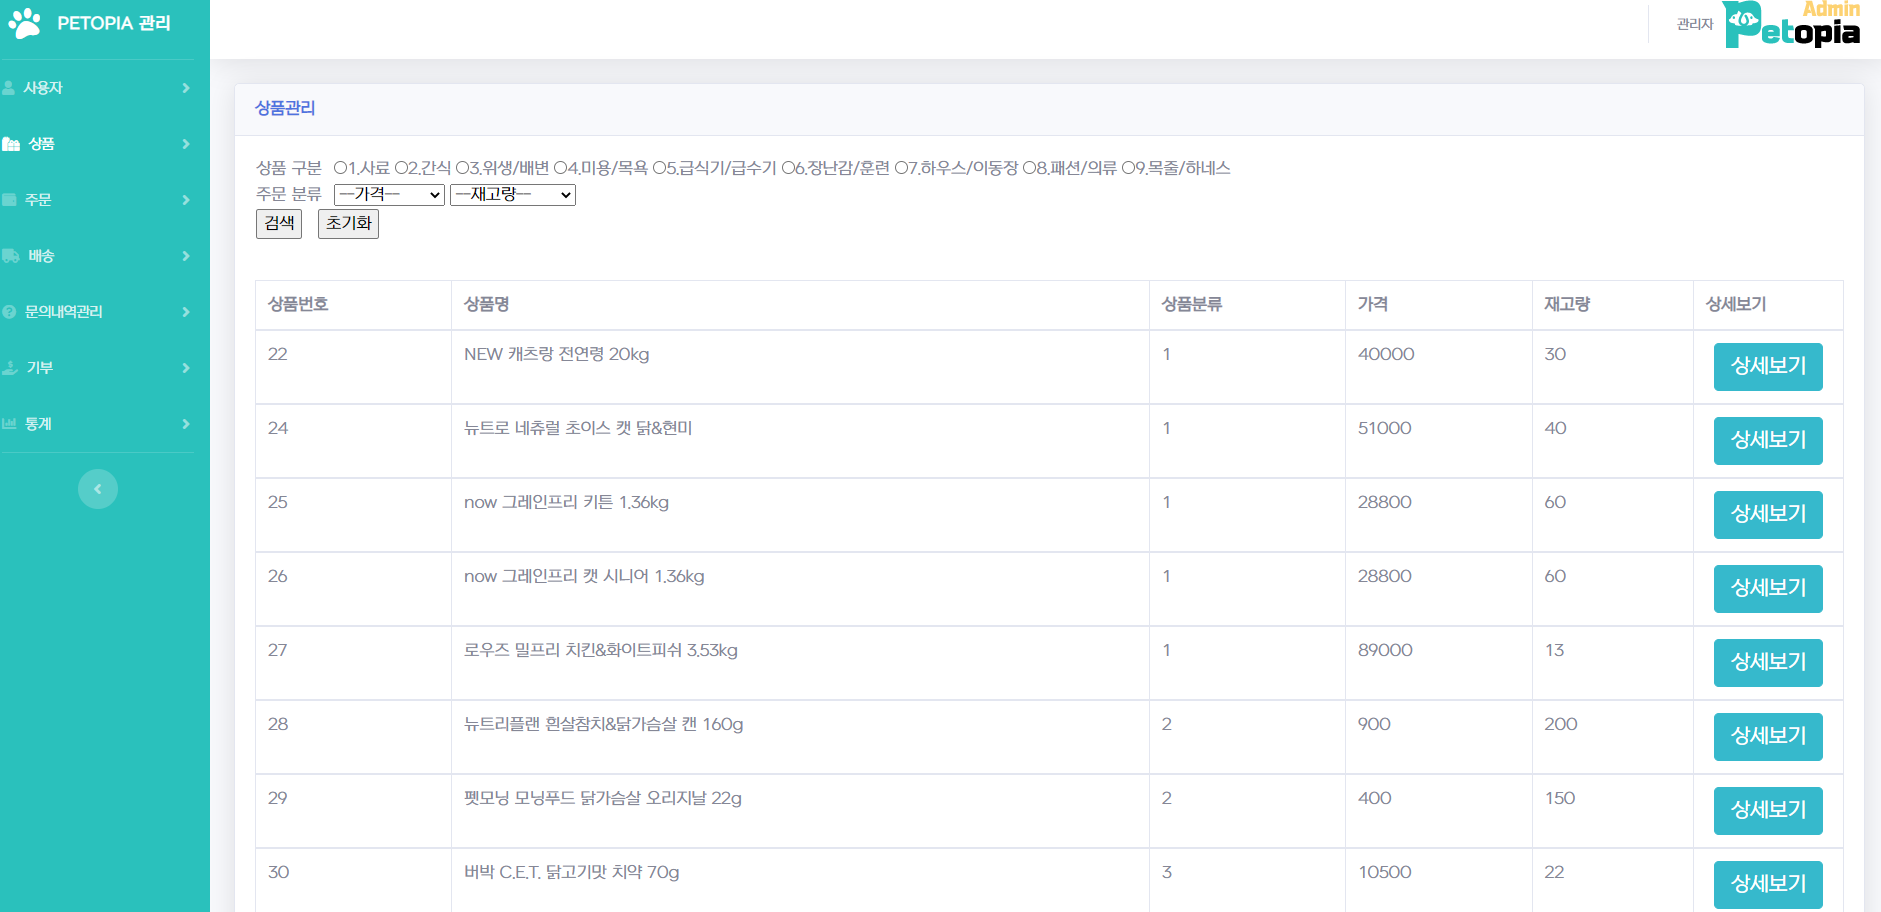 PETOPIA 관리
사용자
상품
주문
배송
문의내역관리
기부
통계
관리자
Admin
Petopia
상품관리
상품 구분 1.사료 2.간식 3.위생/배변 4.미용/목욕 5.급식기/급수기 6.장난감/훈련 7.하우스/이동장 8.패션/의류 9.목줄/하네스
주문 분류 --가격-- --재고량--
검색 초기화
상품번호 상품명 상품분류 가격 재고량 상세보기
22 NEW 캐츠랑 전연령 20kg 1 40000 30 상세보기
24 뉴트로 네츄럴 초이스 캣 닭&현미 1 51000 40 상세보기
25 now 그레인프리 키튼 1.36kg 1 28800 60 상세보기
26 now 그레인프리 캣 시니어 1.36kg 1 28800 60 상세보기
27 로우즈 밀프리 치킨&화이트피쉬 3.53kg 1 89000 13 상세보기
28 뉴트리플랜 흰살참치&닭가슴살 캔 160g 2 900 200 상세보기
29 펫모닝 모닝푸드 닭가슴살 오리지날 22g 2 400 150 상세보기
30 버박 C.E.T. 닭고기맛 치약 70g 3 10500 22 상세보기